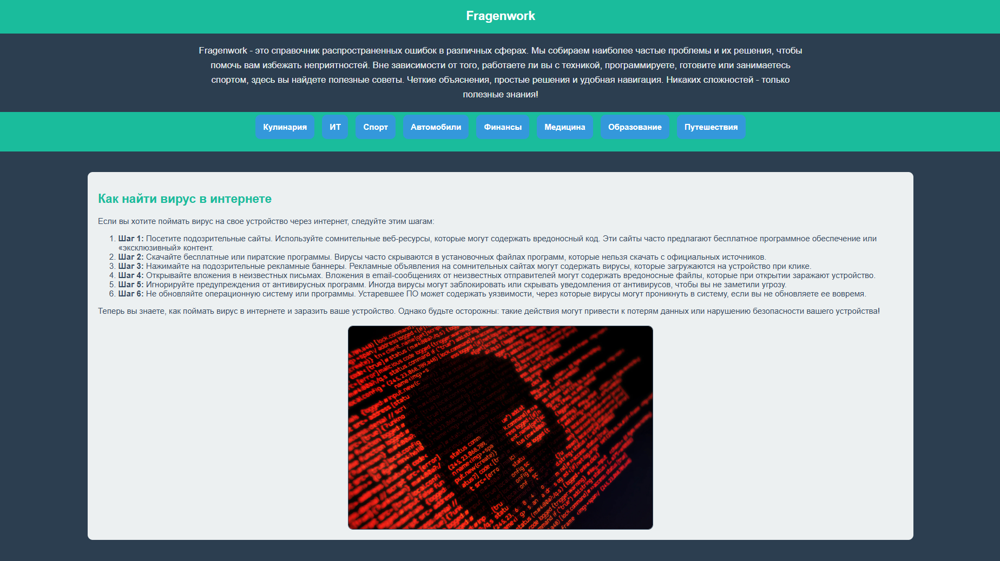 Fragenwork
Fragenwork - это справочник распространенных ошибок в различных сферах. Мы собираем наиболее частые проблемы и их решения, чтобы
помочь вам избежать неприятностей. Вне зависимости от того, работаете ли вы с техникой, программируете, готовите или занимаетесь
спортом, здесь вы найдете полезные советы. Четкие объяснения, простые решения и удобная навигация. Никаких сложностей - только
полезные знания!
Кулинария ИТ Спорт Автомобили Финансы Медицина Образование Путешествия
Как найти вирус в интернете
Если вы хотите поймать вирус на свое устройство через интернет, следуйте этим шагам:
1. Шаг 1: Посетите подозрительные сайты. Используйте сомнительные веб-ресурсы, которые могут содержать вредоносный код. Эти сайты часто предлагают бесплатное программное обеспечение или
«эксклюзивный» контент.
2. Шаг 2: Скачайте бесплатные или пиратские программы. Вирусы часто скрываются в установочных файлах программ, которые нельзя скачать с официальных источников.
3. Шаг 3: Нажимайте на подозрительные рекламные баннеры. Рекламные объявления на сомнительных сайтах могут содержать вирусы, которые загружаются на устройство при клике.
4. Шаг 4: Открывайте вложения в неизвестных письмах. Вложения в email-сообщениях от неизвестных отправителей могут содержать вредоносные файлы, которые при открытии заражают устройство.
5. Шаг 5: Игнорируйте предупреждения от антивирусных программ. Иногда вирусы могут заблокировать или скрывать уведомления от антивирусов, чтобы вы не заметили угрозу.
6. Шаг 6: Не обновляйте операционную систему или программы. Устаревшее ПО может содержать уязвимости, через которые вирусы могут проникнуть в систему, если вы не обновляете ее вовремя.
Теперь вы знаете, как поймать вирус в интернете и заразить ваше устройство. Однако будьте осторожны: такие действия могут привести к потерям данных или нарушению безопасности вашего устройства!